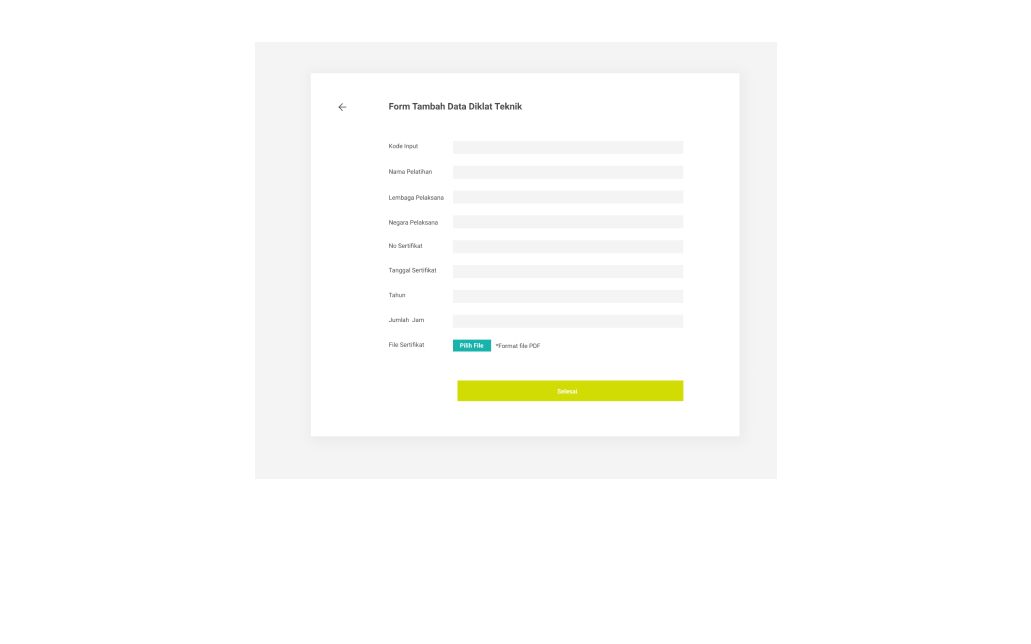 Form Tambah Data Diklat Teknik
Kode Input
Nama Pelatihan
Lembaga Pelaksana
Negara Pelaksana
No Sertifikat
Tanggal Sertifikat
Tahun
Jumlah Jam
File Sertifikat Pilih File *Format file PDF
Selesai